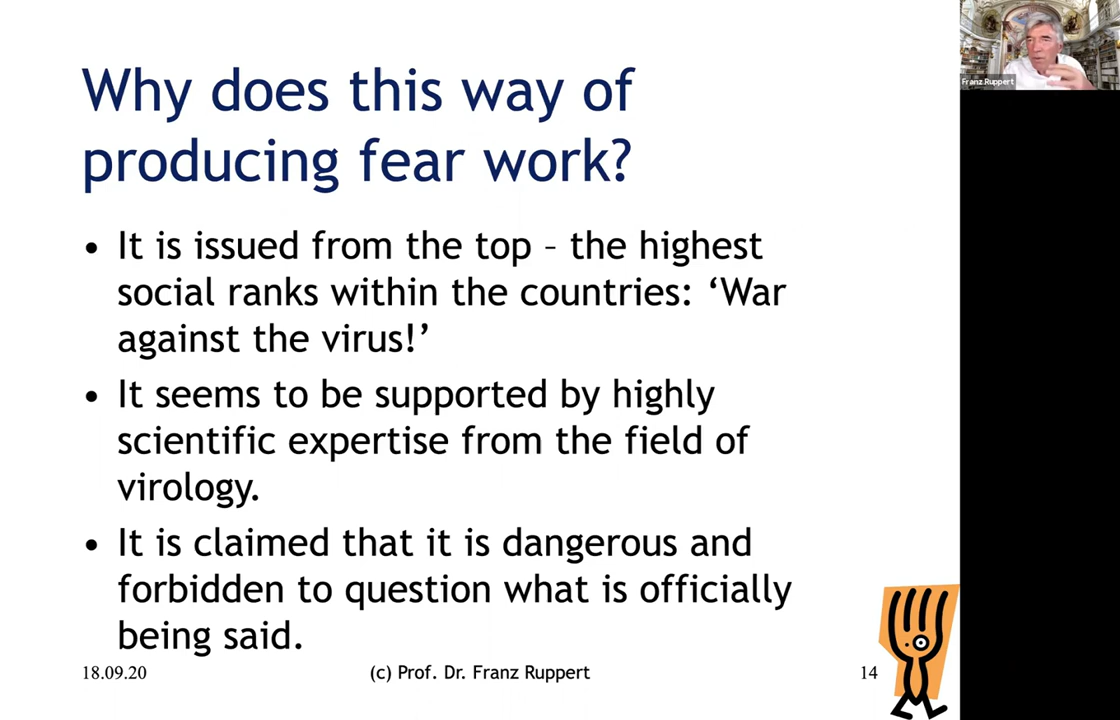 Why does this way of
producing fear work?
• It is issued from the top – the highest
social ranks within the countries: ‘War
against the virus!’
• It seems to be supported by highly
scientific expertise from the field of
virology.
• It is claimed that it is dangerous and
forbidden to question what is officially
being said.
18.09.20 (c) Prof. Dr. Franz Ruppert 14
Franz Ruppert